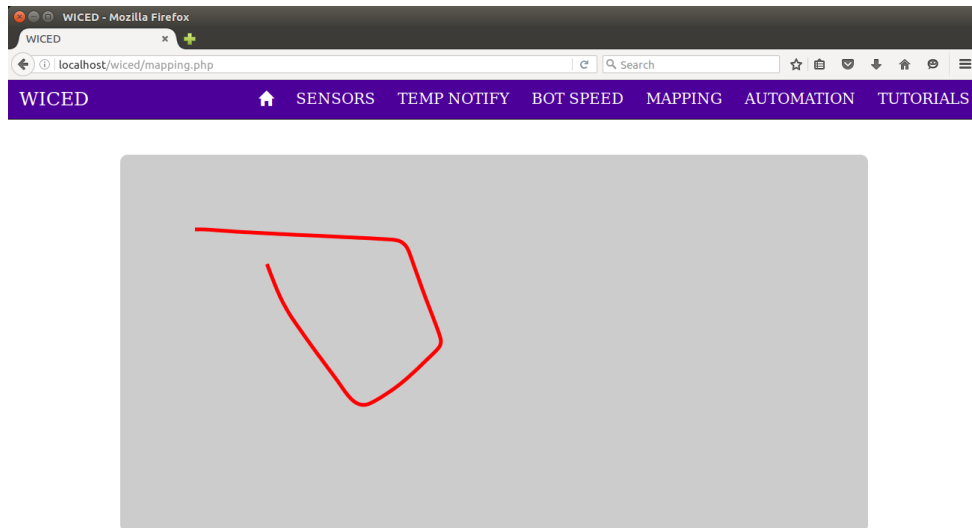 WICED - Mozilla Firefox
WICED
localhost/wiced/mapping.php
Search
WICED SENSORS TEMP NOTIFY BOT SPEED MAPPING AUTOMATION TUTORIALS